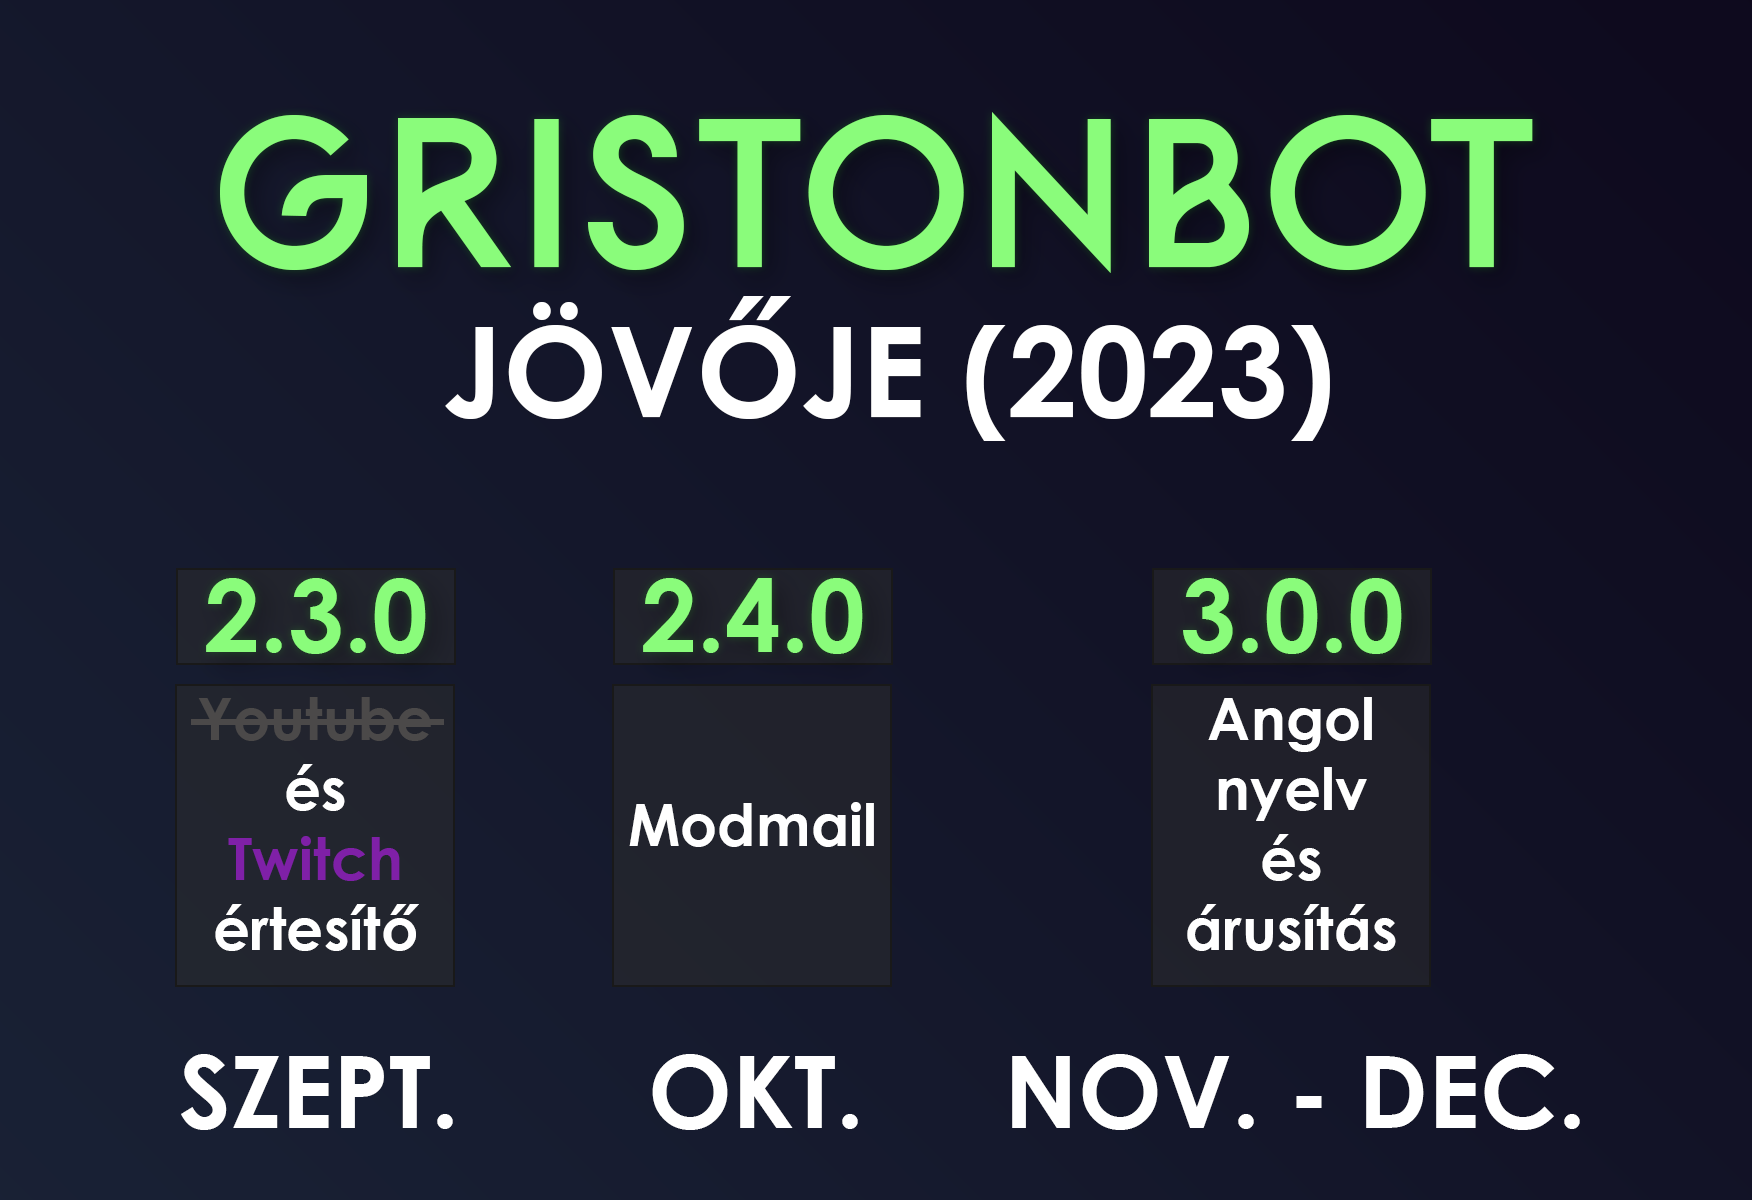 GRISTONBOT
JÖVŐJE (2023)
2.3.0
Youtube
és
Twitch
értesítő
SZEPT.
2.4.0
Modmail
OKT.
3.0.0
Angol
nyelv
és
árusítás
NOV. - DEC.